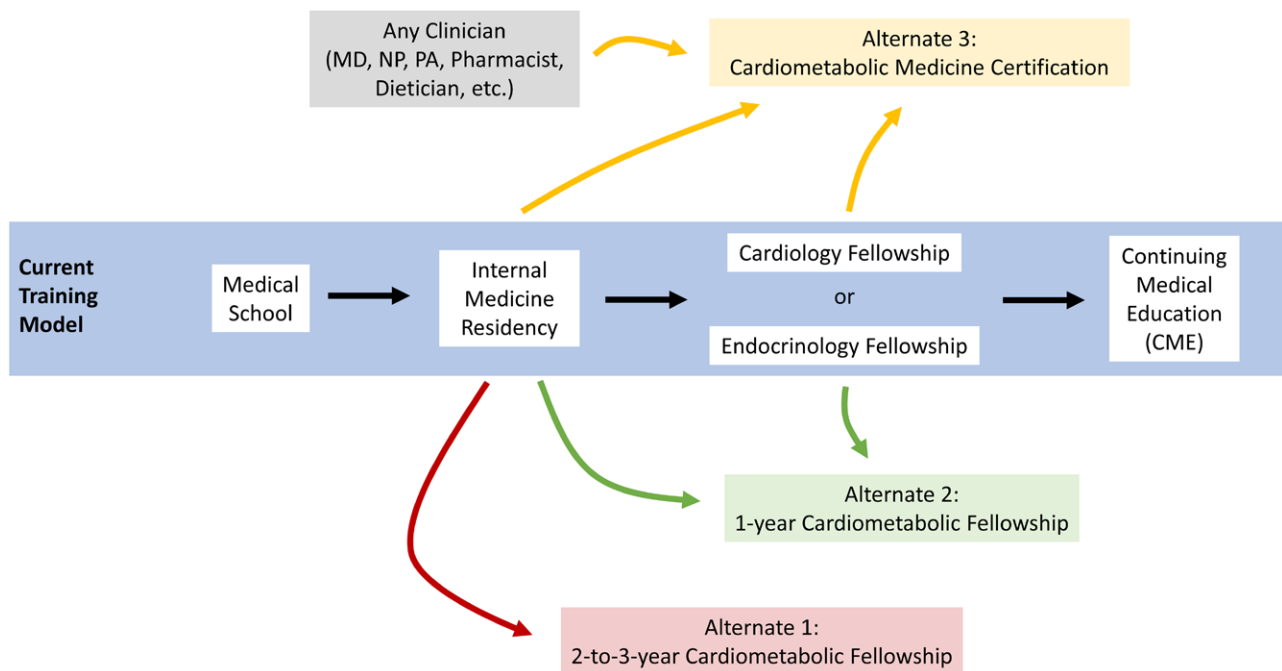 Any Clinician
(MD, NP, PA, Pharmacist,
Dietician, etc.)
Alternate 3:
Cardiometabolic Medicine Certification
Current
Training
Model
Medical
School
Internal
Medicine
Residency
Cardiology Fellowship
or
Endocrinology Fellowship
Continuing
Medical
Education
(CME)
Alternate 2:
1-year Cardiometabolic Fellowship
Alternate 1:
2-to-3-year Cardiometabolic Fellowship